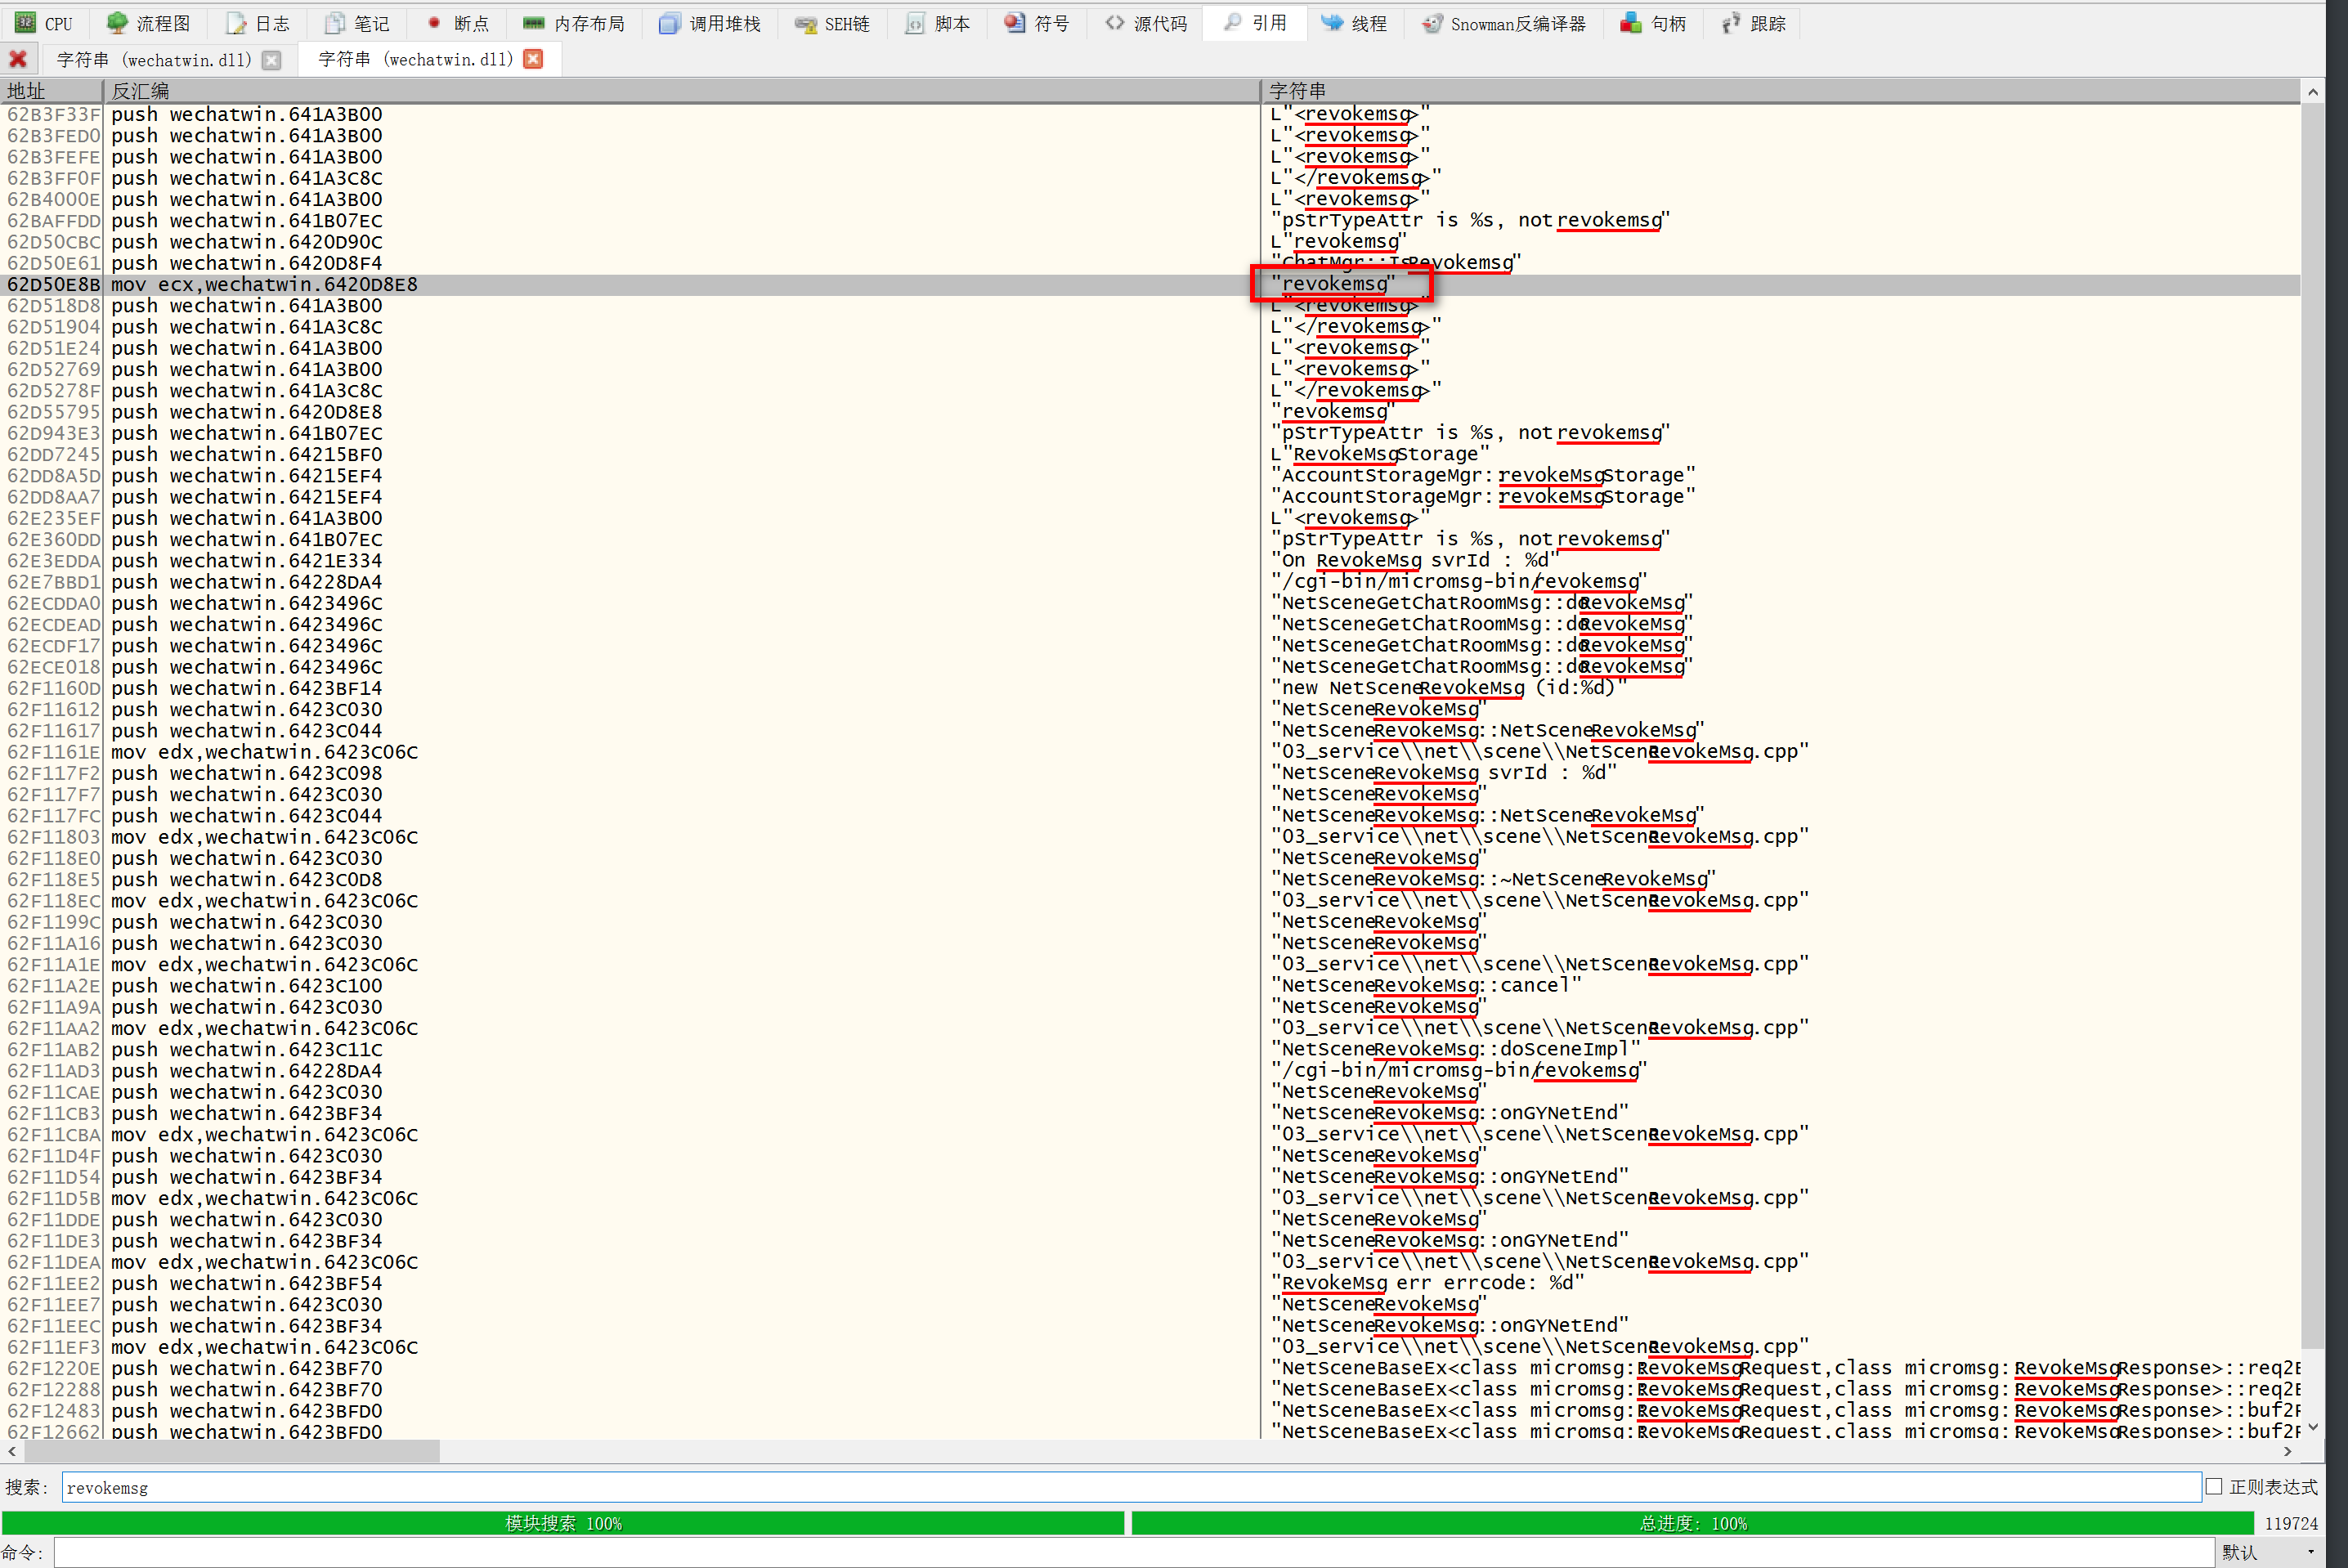 CPU 流程图 日志 笔记 断点 内存布局 调用堆栈 SEH链 脚本 符号 源代码 引用 线程 Snowman反编译器 句柄 跟踪
字符串 (wechatwin.dll) 字符串 (wechatwin.dll)
地址 反汇编 字符串
62B3F33F push wechatwin.641A3B00 L"<revokemsg>"
62B3FED0 push wechatwin.641A3B00 L"<revokemsg>"
62B3FEFE push wechatwin.641A3B00 L"<revokemsg>"
62B3FF0F push wechatwin.641A3C8C L"</revokemsg>"
62B4000E push wechatwin.641A3B00 L"<revokemsg>"
62BAFFDD push wechatwin.641B07EC "pStrTypeAttr is %s, not revokemsg"
62D50CBC push wechatwin.6420D90C L"revokemsg"
62D50E61 push wechatwin.6420D8F4 "ChatMgr::IsRevokemsg"
62D50E8B mov ecx,wechatwin.6420D8E8 "revokemsg"
62D518D8 push wechatwin.641A3B00 L"<revokemsg>"
62D51904 push wechatwin.641A3C8C L"</revokemsg>"
62D51E24 push wechatwin.641A3B00 L"<revokemsg>"
62D52769 push wechatwin.641A3B00 L"<revokemsg>"
62D5278F push wechatwin.641A3C8C L"</revokemsg>"
62D55795 push wechatwin.6420D8E8 "revokemsg"
62D943E3 push wechatwin.641B07EC "pStrTypeAttr is %s, not revokemsg"
62DD7245 push wechatwin.64215BF0 L"RevokeMsgStorage"
62DD8A5D push wechatwin.64215EF4 "AccountStorageMgr::revokeMsgStorage"
62DD8AA7 push wechatwin.64215EF4 "AccountStorageMgr::revokeMsgStorage"
62E235EF push wechatwin.641A3B00 L"<revokemsg>"
62E360DD push wechatwin.641B07EC "pStrTypeAttr is %s, not revokemsg"
62E3EDDA push wechatwin.6421E334 "On RevokeMsg svrId : %d"
62E7BBD1 push wechatwin.64228DA4 "/cgi-bin/micromsg-bin/revokemsg"
62ECDDA0 push wechatwin.6423496C "NetSceneGetChatRoomMsg::doRevokeMsg"
62ECDEAD push wechatwin.6423496C "NetSceneGetChatRoomMsg::doRevokeMsg"
62ECDF17 push wechatwin.6423496C "NetSceneGetChatRoomMsg::doRevokeMsg"
62ECE018 push wechatwin.6423496C "NetSceneGetChatRoomMsg::doRevokeMsg"
62F1160D push wechatwin.6423BF14 "new NetSceneRevokeMsg (id:%d)"
62F11612 push wechatwin.6423C030 "NetSceneRevokeMsg"
62F11617 push wechatwin.6423C044 "NetSceneRevokeMsg::NetSceneRevokeMsg"
62F1161E mov edx,wechatwin.6423C06C "03_service\\net\\scene\\NetSceneRevokeMsg.cpp"
62F117F2 push wechatwin.6423C098 "NetSceneRevokeMsg svrId : %d"
62F117F7 push wechatwin.6423C030 "NetSceneRevokeMsg"
62F117FC push wechatwin.6423C044 "NetSceneRevokeMsg::NetSceneRevokeMsg"
62F11803 mov edx,wechatwin.6423C06C "03_service\\net\\scene\\NetSceneRevokeMsg.cpp"
62F118E0 push wechatwin.6423C030 "NetSceneRevokeMsg"
62F118E5 push wechatwin.6423C0D8 "NetSceneRevokeMsg::~NetSceneRevokeMsg"
62F118EC mov edx,wechatwin.6423C06C "03_service\\net\\scene\\NetSceneRevokeMsg.cpp"
62F1199C push wechatwin.6423C030 "NetSceneRevokeMsg"
62F11A16 push wechatwin.6423C030 "NetSceneRevokeMsg"
62F11A1E mov edx,wechatwin.6423C06C "03_service\\net\\scene\\NetSceneRevokeMsg.cpp"
62F11A2E push wechatwin.6423C100 "NetSceneRevokeMsg::cancel"
62F11A9A push wechatwin.6423C030 "NetSceneRevokeMsg"
62F11AA2 mov edx,wechatwin.6423C06C "03_service\\net\\scene\\NetSceneRevokeMsg.cpp"
62F11AB2 push wechatwin.6423C11C "NetSceneRevokeMsg::doSceneImpl"
62F11AD3 push wechatwin.64228DA4 "/cgi-bin/micromsg-bin/revokemsg"
62F11CAE push wechatwin.6423C030 "NetSceneRevokeMsg"
62F11CB3 push wechatwin.6423BF34 "NetSceneRevokeMsg::onGYNetEnd"
62F11CBA mov edx,wechatwin.6423C06C "03_service\\net\\scene\\NetSceneRevokeMsg.cpp"
62F11D4F push wechatwin.6423C030 "NetSceneRevokeMsg"
62F11D54 push wechatwin.6423BF34 "NetSceneRevokeMsg::onGYNetEnd"
62F11D5B mov edx,wechatwin.6423C06C "03_service\\net\\scene\\NetSceneRevokeMsg.cpp"
62F11DDE push wechatwin.6423C030 "NetSceneRevokeMsg"
62F11DE3 push wechatwin.6423BF34 "NetSceneRevokeMsg::onGYNetEnd"
62F11DEA mov edx,wechatwin.6423C06C "03_service\\net\\scene\\NetSceneRevokeMsg.cpp"
62F11EE2 push wechatwin.6423BF54 "RevokeMsg err errcode: %d"
62F11EE7 push wechatwin.6423C030 "NetSceneRevokeMsg"
62F11EEC push wechatwin.6423BF34 "NetSceneRevokeMsg::onGYNetEnd"
62F11EF3 mov edx,wechatwin.6423C06C "03_service\\net\\scene\\NetSceneRevokeMsg.cpp"
62F1220E push wechatwin.6423BF70 "NetSceneBaseEx<class micromsg::RevokeMsgRequest,class micromsg::RevokeMsgResponse>::req2B
62F12288 push wechatwin.6423BF70 "NetSceneBaseEx<class micromsg::RevokeMsgRequest,class micromsg::RevokeMsgResponse>::req2B
62F12483 push wechatwin.6423BFD0 "NetSceneBaseEx<class micromsg::RevokeMsgRequest,class micromsg::RevokeMsgResponse>::buf2R
62F12662 push wechatwin.6423BFD0 "NetSceneBaseEx<class micromsg::RevokeMsgRequest,class micromsg::RevokeMsgResponse>::buf2R
搜索: revokemsg 正则表达式
模块搜索 100% 总进度: 100% 119724
命令: 默认